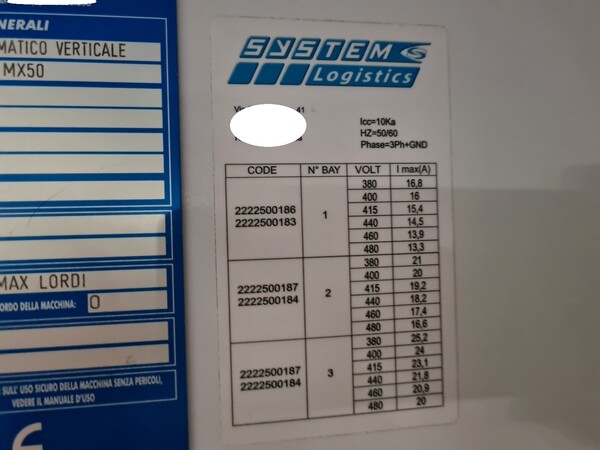 NERALI
MATICO VERTICALE
MX50
MAX LORDI
ORDO DELLA MACCHINA: 0
SULL' USO SICURO DELLA MACCHINA SENZA PERICOLI,
VEDERE IL MANUALE D'USO
CE
SYSTEM S
Logistics
41
Icc=10Ka
HZ=50/60
Phase=3Ph+GND
CODE N° BAY VOLT I max(A)
2222500186
2222500183
1
380 16,8
400 16
415 15,4
440 14,5
460 13,9
480 13,3
2222500187
2222500184
2
380 21
400 20
415 19,2
440 18,2
460 17,4
480 16,6
2222500187
2222500184
3
380 25,2
400 24
415 23,1
440 21,8
460 20,9
480 20